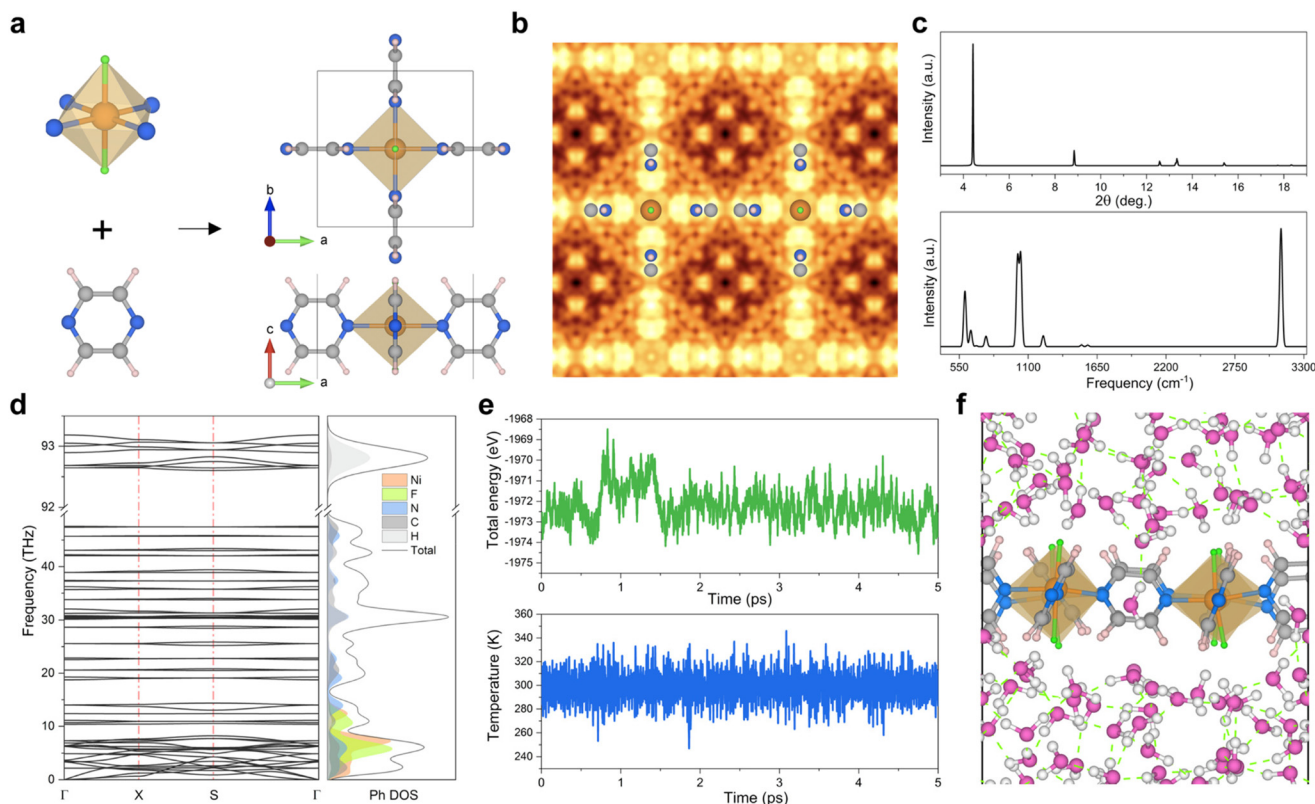 a
b
a
c
a
b
c
Intensity (a.u.)
4 6 8 10 12 14 16 18
2θ (deg.)
Intensity (a.u.)
550 1100 1650 2200 2750 3300
Frequency (cm⁻¹)
d
Frequency (THz)
93
92
40
30
20
10
0
Γ X S Γ
Ni
F
N
C
H
Total
Ph DOS
e
Total energy (eV)
-1968
-1969
-1970
-1971
-1972
-1973
-1974
-1975
0 1 2 3 4 5
Time (ps)
Temperature (K)
360
340
320
300
280
260
240
0 1 2 3 4 5
Time (ps)
f